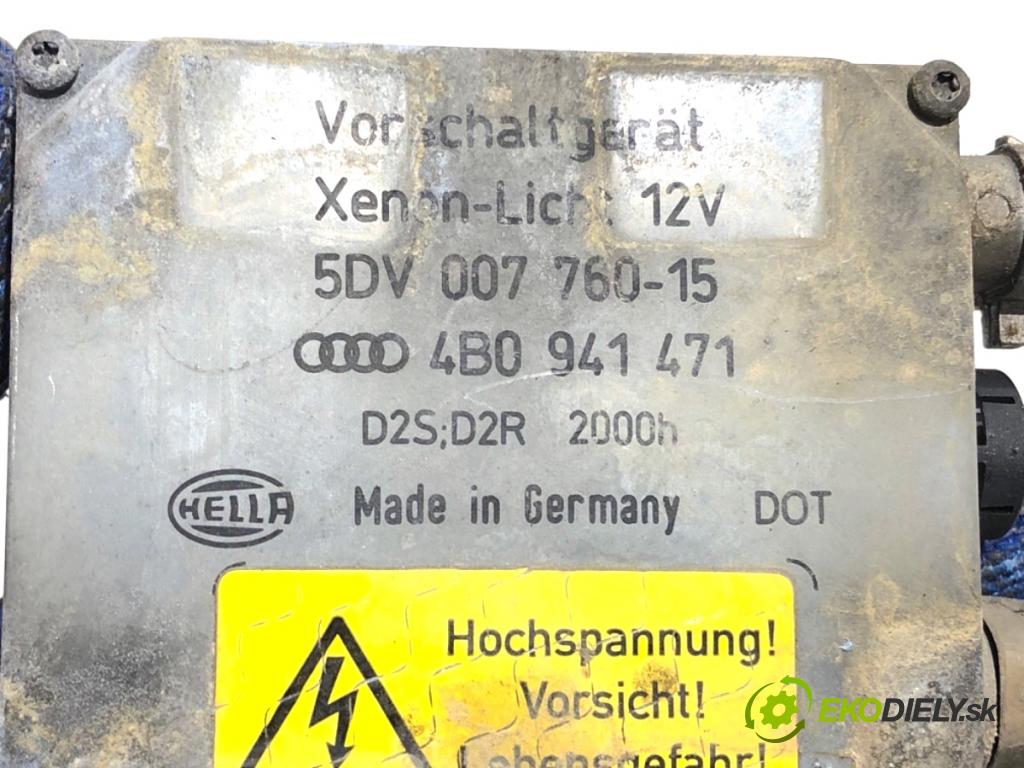 Vorschaltgerät
Xenon-Licht 12V
5DV 007 760-15
4B0 941 471
D2S;D2R 2000h
HELLA Made in Germany DOT
Hochspannung!
Vorsicht!
Lebensgefahr!
EKODIELY.sk